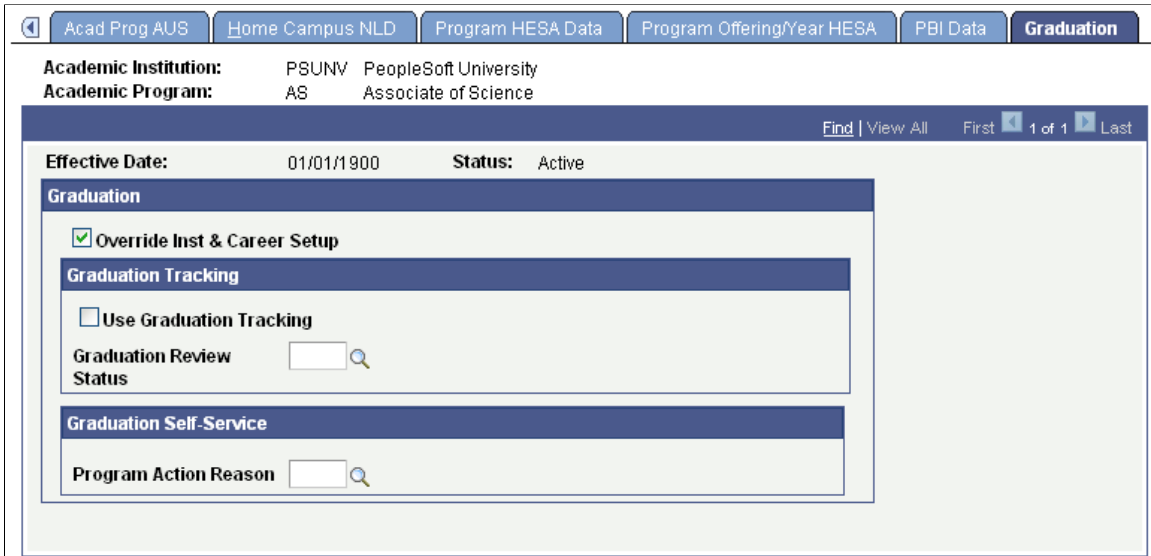 Acad Prog AUS Home Campus NLD Program HESA Data Program Offering/Year HESA PBI Data Graduation
Academic Institution: PSUNV PeopleSoft University
Academic Program: AS Associate of Science
Find | View All First 1 of 1 Last
Effective Date: 01/01/1900 Status: Active
Graduation
Override Inst & Career Setup
Graduation Tracking
Use Graduation Tracking
Graduation Review
Status
Graduation Self-Service
Program Action Reason